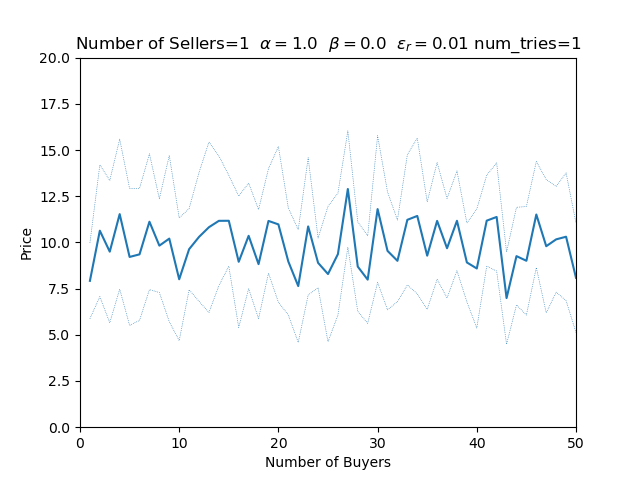 Number of Sellers=1 α = 1.0 β = 0.0 εᵣ = 0.01 num_tries=1
20.0
17.5
15.0
12.5
10.0
7.5
5.0
2.5
0.0
Price
0 10 20 30 40 50
Number of Buyers